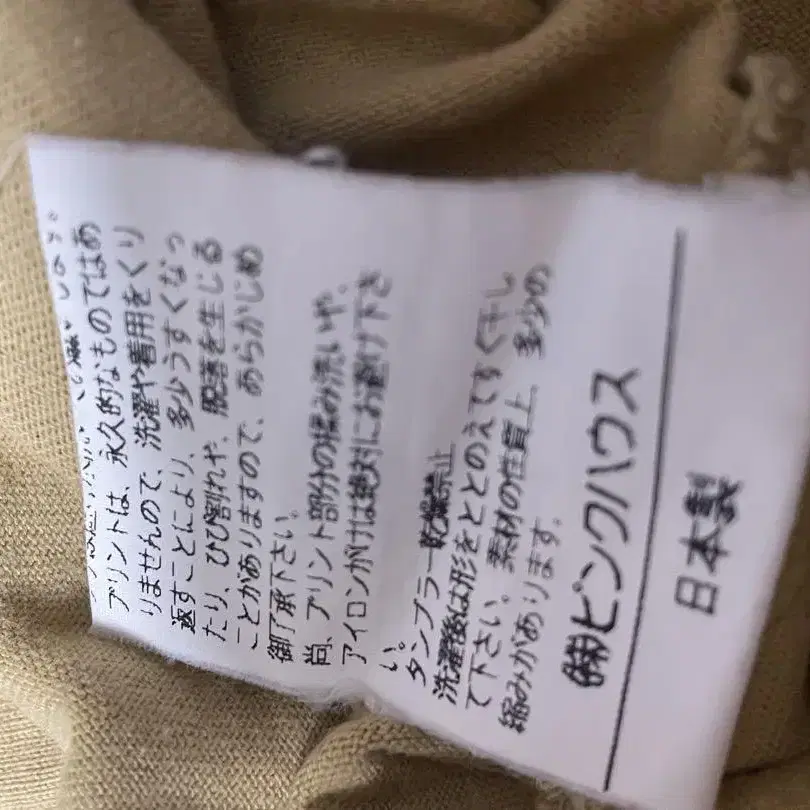 プリントは、永久的なものではあ
りませんので、洗濯や着用をくり
返すことにより、多少うすくなっ
たり、ひび割れや、脱落を生じる
ことがありますので、あらかじめ
御了承下さい。
尚、プリント部分の揉み洗いや、
アイロンがけは絶対にお避け下さ
い。
タンブラー乾燥禁止
洗濯後は形をととのえてすぐ干し
て下さい。素材の性質上、多少の
縮みがあります。
㈱ピンクハウス
日本製